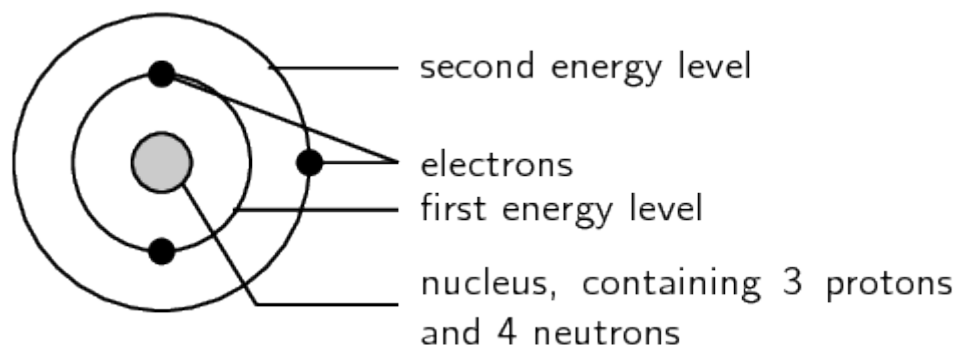 second energy level
electrons
first energy level
nucleus, containing 3 protons
and 4 neutrons